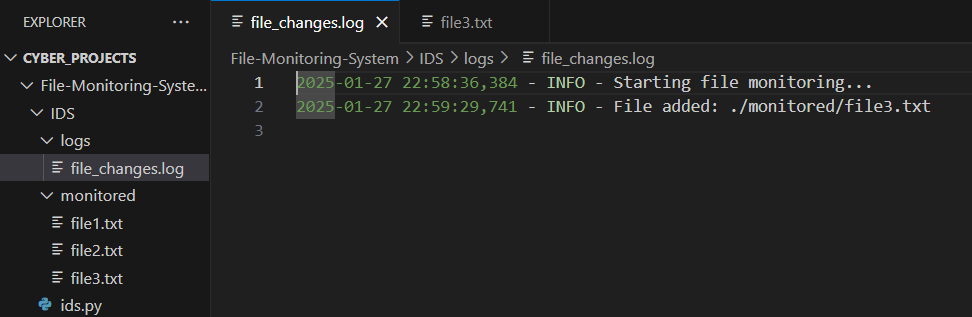 EXPLORER ...
CYBER_PROJECTS
File-Monitoring-Syste...
IDS
logs
file_changes.log
monitored
file1.txt
file2.txt
file3.txt
ids.py
file_changes.log × file3.txt
File-Monitoring-System > IDS > logs > file_changes.log
1 2025-01-27 22:58:36,384 - INFO - Starting file monitoring...
2 2025-01-27 22:59:29,741 - INFO - File added: ./monitored/file3.txt
3